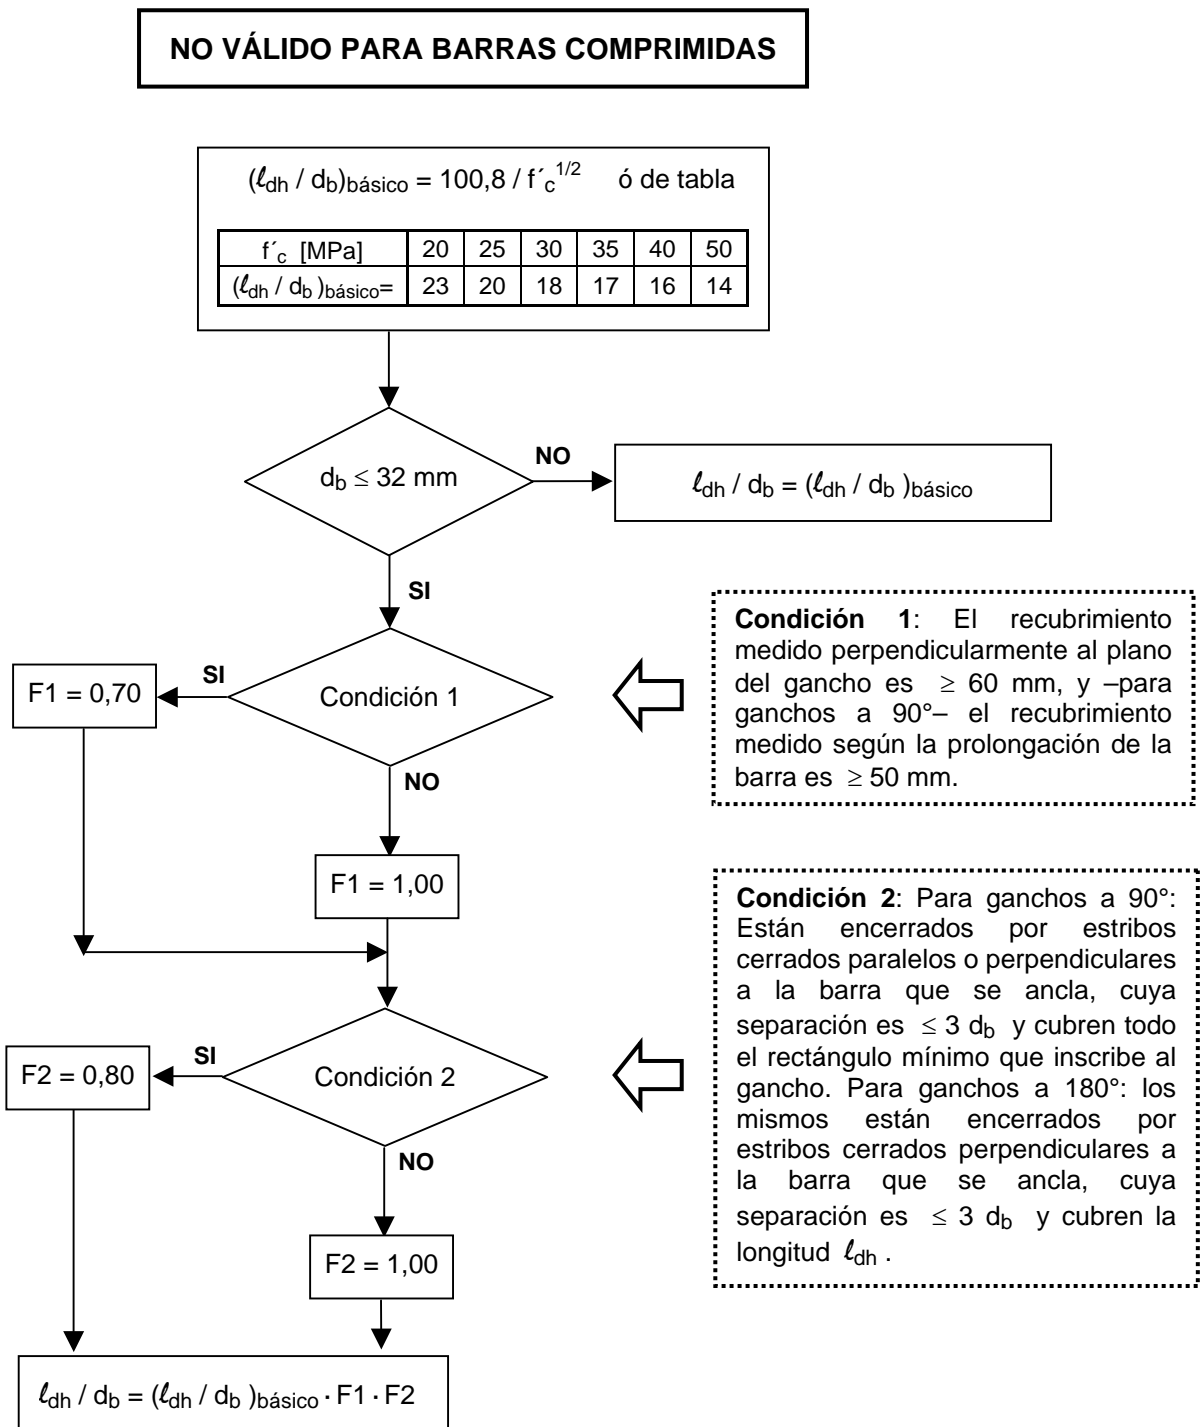 NO VÁLIDO PARA BARRAS COMPRIMIDAS
(ℓdh / db)básico = 100,8 / f´c^1/2 ó de tabla
f´c [MPa] 20 25 30 35 40 50
(ℓdh / db )básico= 23 20 18 17 16 14
db ≤ 32 mm
NO
ℓdh / db = (ℓdh / db )básico
SI
Condición 1
SI
F1 = 0,70
NO
F1 = 1,00
Condición 1: El recubrimiento
medido perpendicularmente al plano
del gancho es ≥ 60 mm, y –para
ganchos a 90°– el recubrimiento
medido según la prolongación de la
barra es ≥ 50 mm.
Condición 2
SI
F2 = 0,80
NO
F2 = 1,00
Condición 2: Para ganchos a 90°:
Están encerrados por estribos
cerrados paralelos o perpendiculares
a la barra que se ancla, cuya
separación es ≤ 3 db y cubren todo
el rectángulo mínimo que inscribe al
gancho. Para ganchos a 180°: los
mismos están encerrados por
estribos cerrados perpendiculares a
la barra que se ancla, cuya
separación es ≤ 3 db y cubren la
longitud ℓdh .
ℓdh / db = (ℓdh / db )básico · F1 · F2